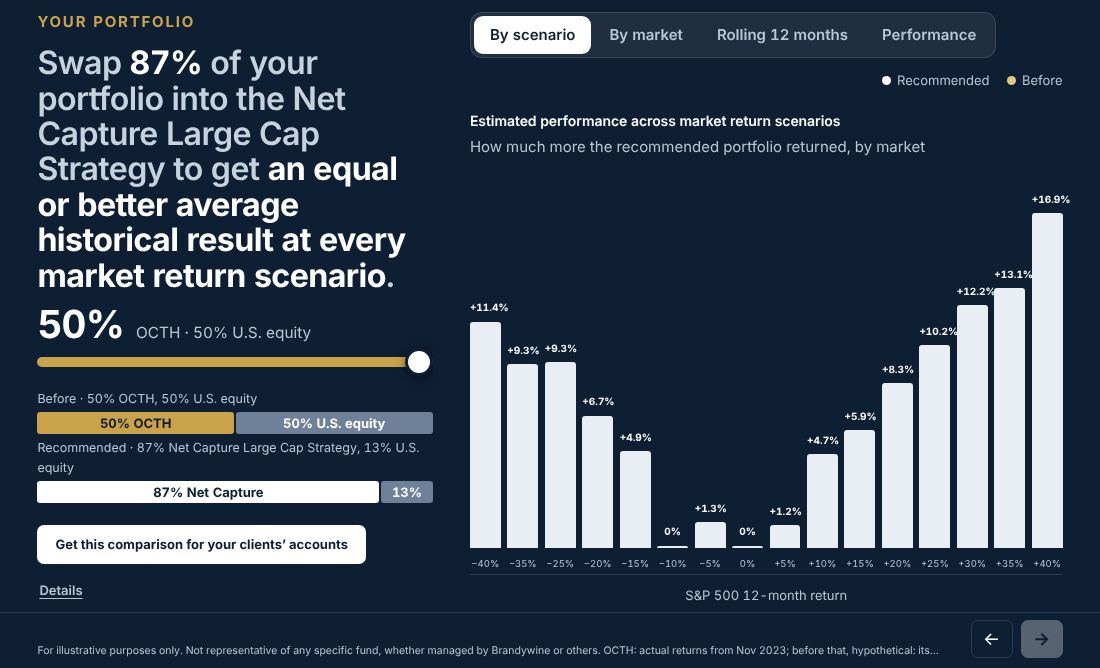 YOUR PORTFOLIO
Swap 87% of your
portfolio into the Net
Capture Large Cap
Strategy to get an equal
or better average
historical result at every
market return scenario.
50% OCTH · 50% U.S. equity
Before · 50% OCTH, 50% U.S. equity
50% OCTH 50% U.S. equity
Recommended · 87% Net Capture Large Cap Strategy, 13% U.S.
equity
87% Net Capture 13%
Get this comparison for your clients’ accounts
Details
By scenario By market Rolling 12 months Performance
Recommended Before
Estimated performance across market return scenarios
How much more the recommended portfolio returned, by market
+11.4% +9.3% +9.3% +6.7% +4.9% 0% +1.3% 0% +1.2% +4.7% +5.9% +8.3% +10.2% +12.2% +13.1% +16.9%
−40% −35% −25% −20% −15% −10% −5% 0% +5% +10% +15% +20% +25% +30% +35% +40%
S&P 500 12-month return
For illustrative purposes only. Not representative of any specific fund, whether managed by Brandywine or others. OCTH: actual returns from Nov 2023; before that, hypothetical: its...